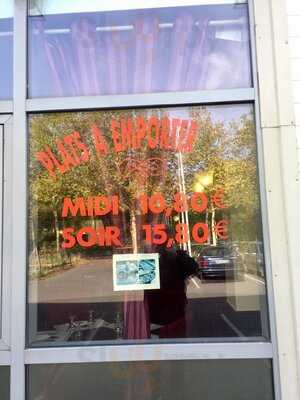 PLATS A EMPORTER
MIDI 10,80€
SOIR 15,80€